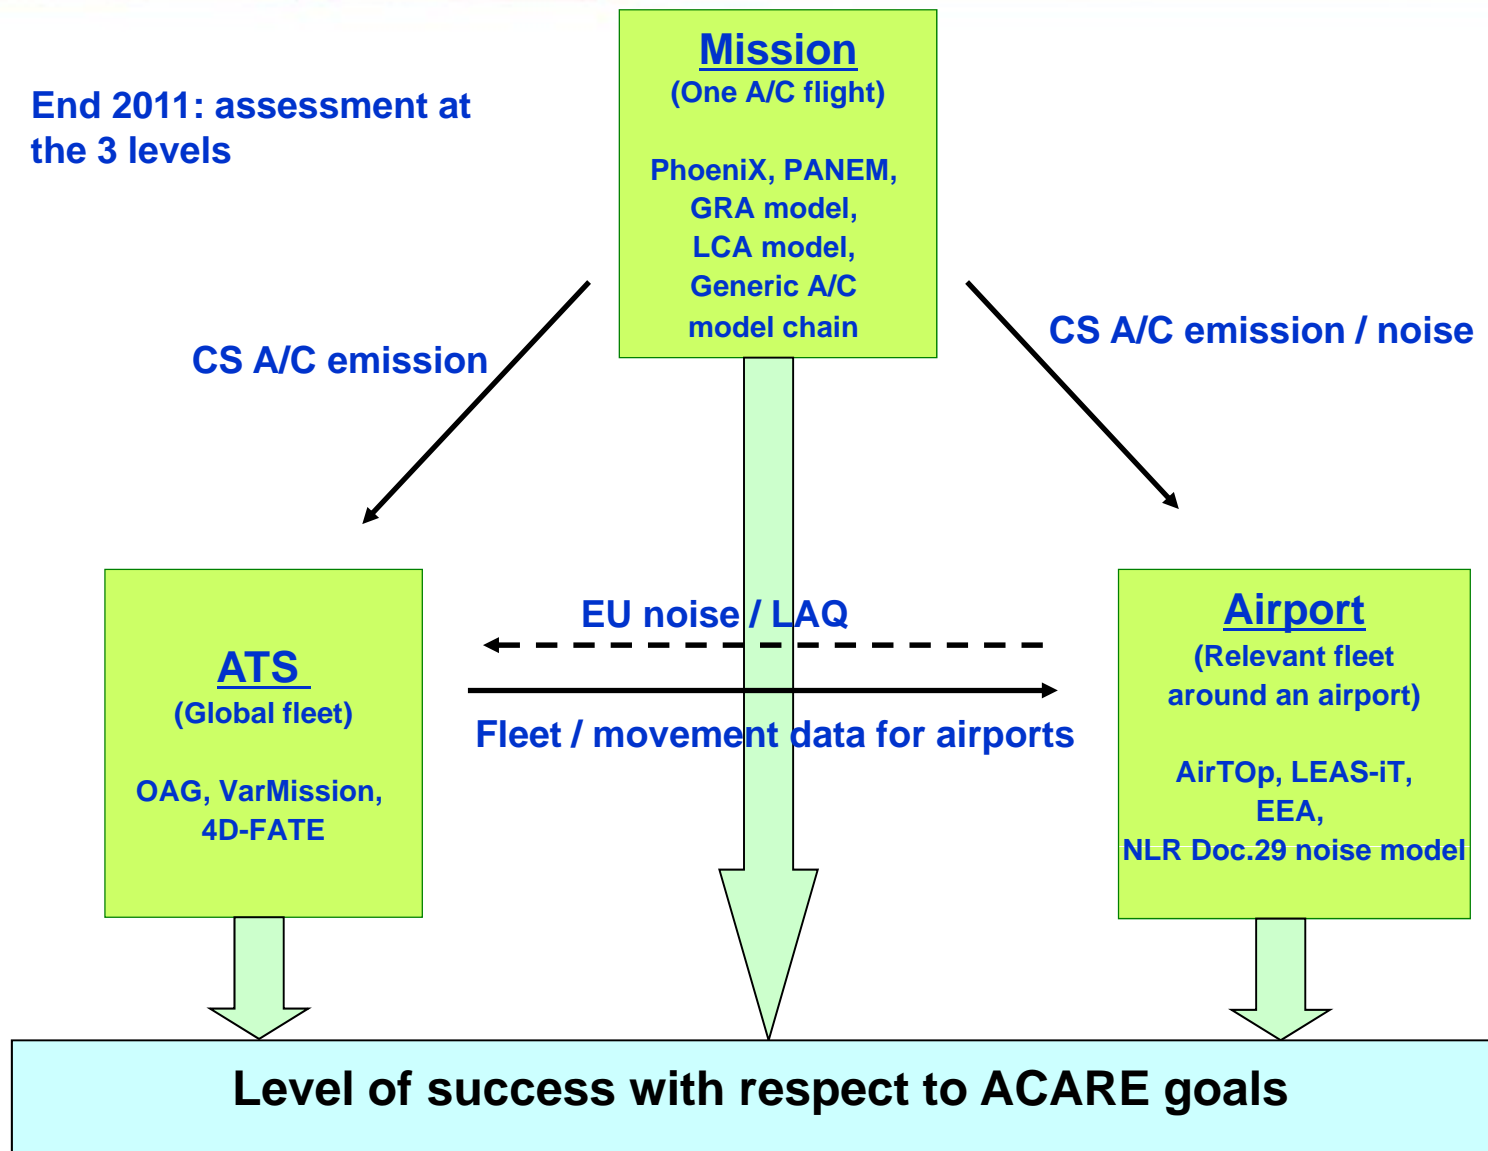 End 2011: assessment at
the 3 levels
Mission
(One A/C flight)
PhoeniX, PANEM,
GRA model,
LCA model,
Generic A/C
model chain
CS A/C emission
CS A/C emission / noise
EU noise / LAQ
Fleet / movement data for airports
ATS
(Global fleet)
OAG, VarMission,
4D-FATE
Airport
(Relevant fleet
around an airport)
AirTOp, LEAS-iT,
EEA,
NLR Doc.29 noise model
Level of success with respect to ACARE goals